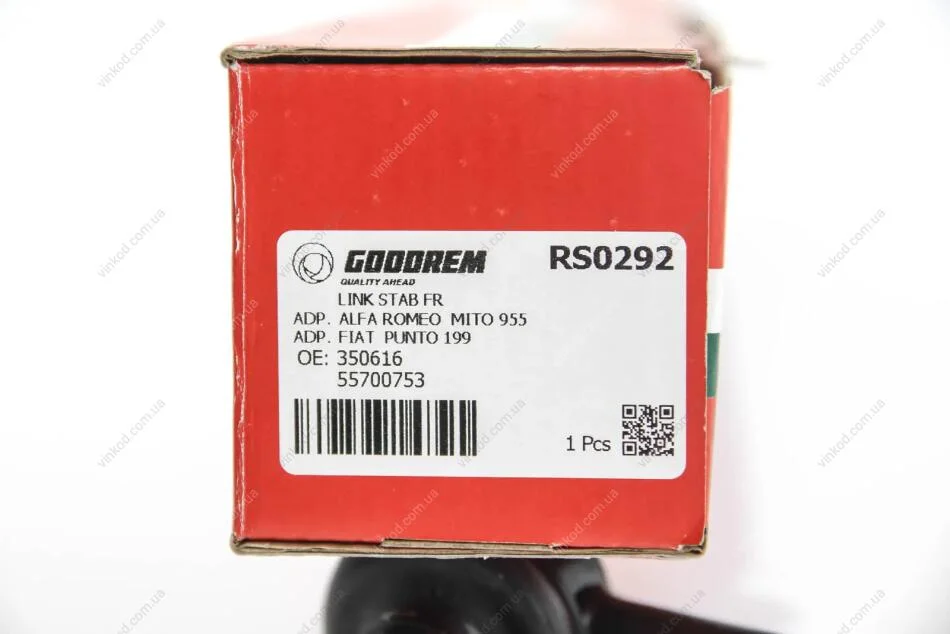 GOODREM
QUALITY AHEAD
RS0292
LINK STAB FR
ADP. ALFA ROMEO MITO 955
ADP. FIAT PUNTO 199
OE: 350616
55700753
1 Pcs
vinkod.com.ua